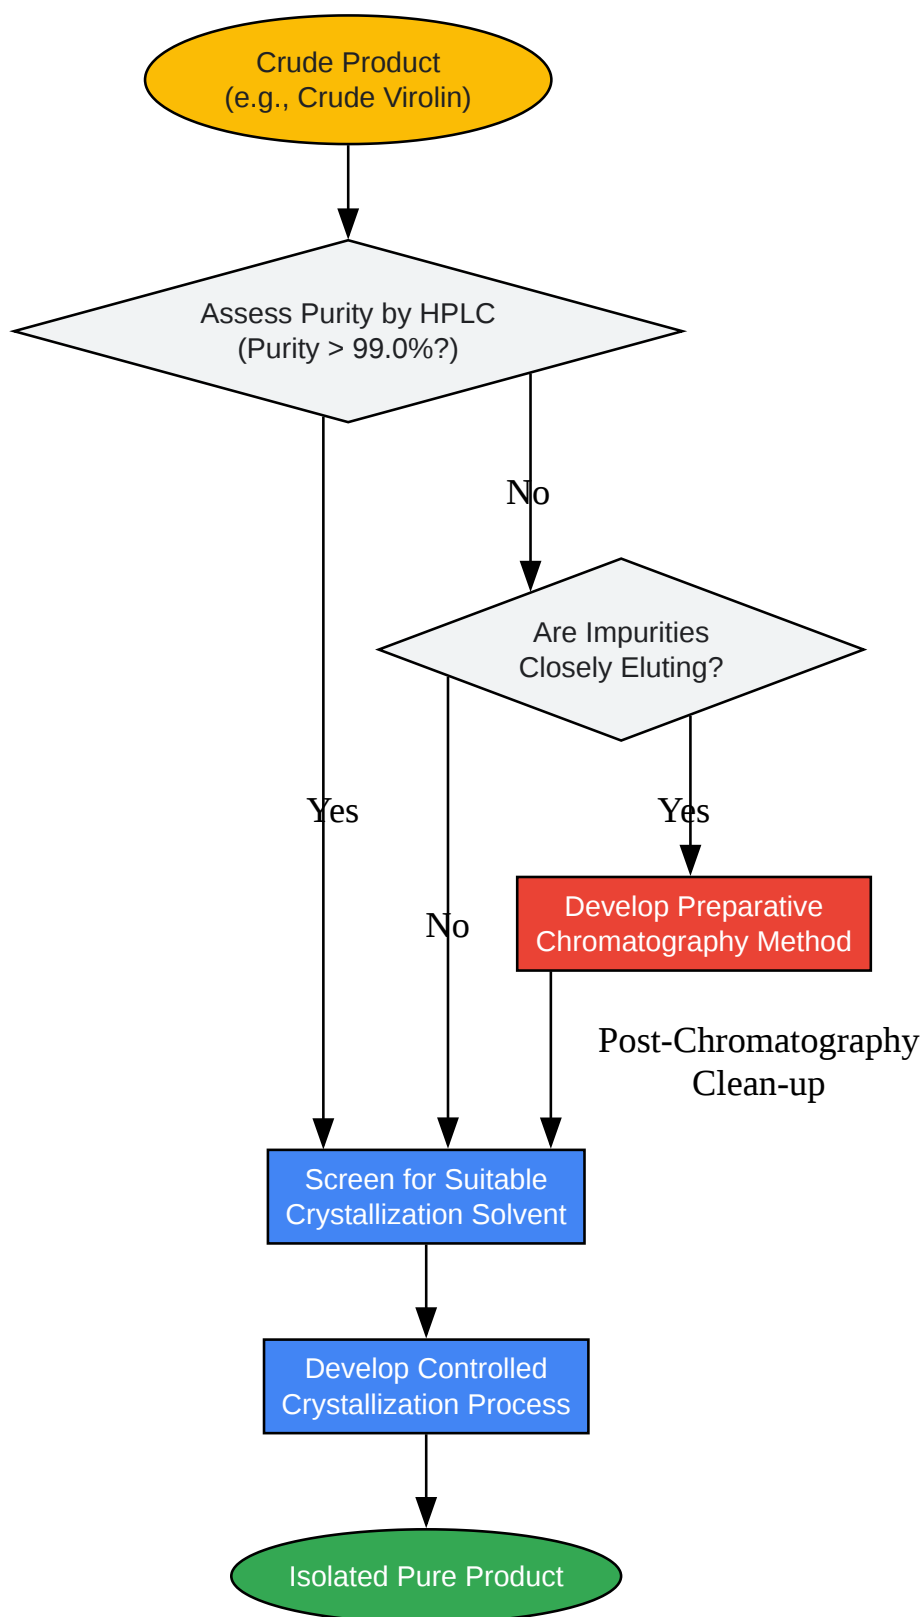 Crude Product
(e.g., Crude Virolin)
Assess Purity by HPLC
(Purity > 99.0%?)
No
Are Impurities
Closely Eluting?
Yes
Yes
Develop Preparative
Chromatography Method
No
Post-Chromatography
Clean-up
Screen for Suitable
Crystallization Solvent
Develop Controlled
Crystallization Process
Isolated Pure Product